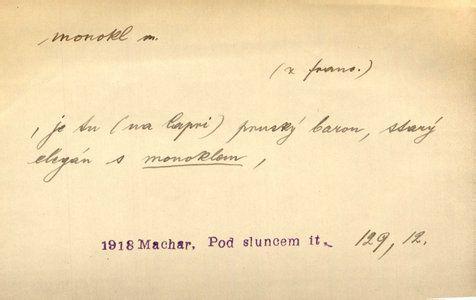 monokl m.
(z franc.)
, je tu (na Capri) pruský baron, starý
elegán s monoklem,
1918 Machar, Pod sluncem it. 129, 12.